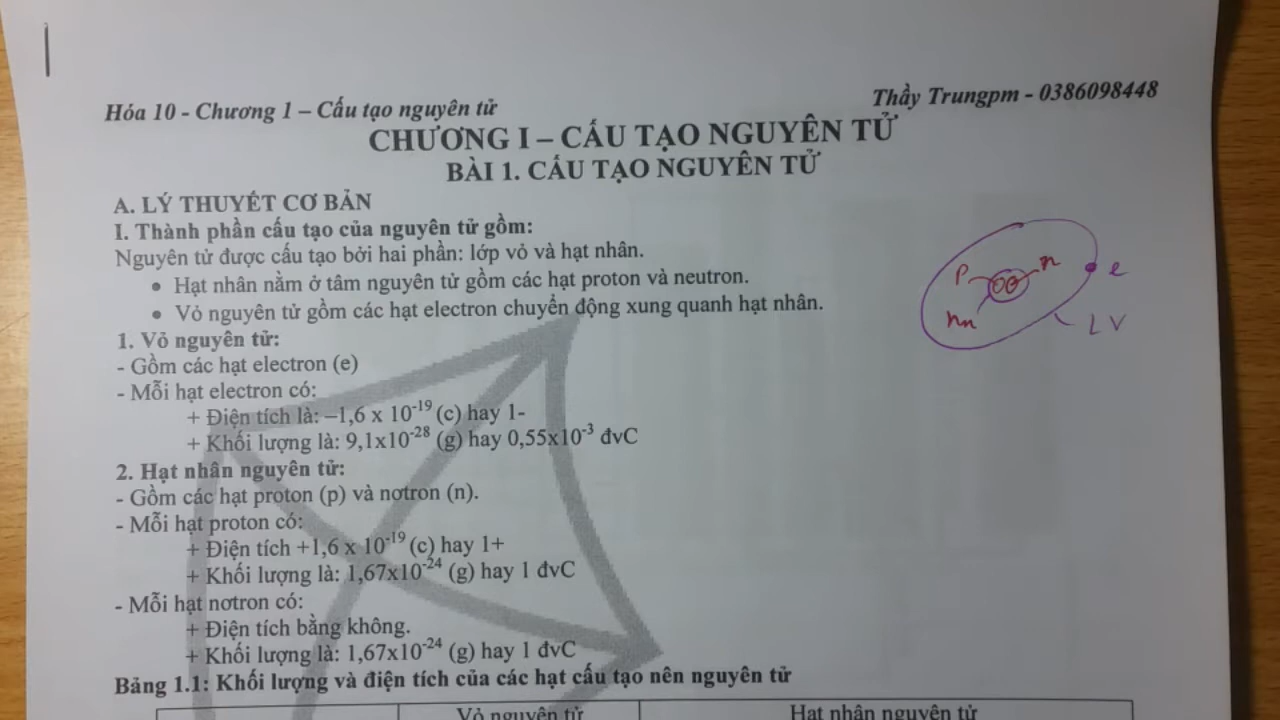 Hóa 10 - Chương 1 – Cấu tạo nguyên tử
Thầy Trungpm - 0386098448
CHƯƠNG I – CẤU TẠO NGUYÊN TỬ
BÀI 1. CẤU TẠO NGUYÊN TỬ
A. LÝ THUYẾT CƠ BẢN
I. Thành phần cấu tạo của nguyên tử gồm:
Nguyên tử được cấu tạo bởi hai phần: lớp vỏ và hạt nhân.
• Hạt nhân nằm ở tâm nguyên tử gồm các hạt proton và neutron.
• Vỏ nguyên tử gồm các hạt electron chuyển động xung quanh hạt nhân.
p n e
hn LV
1. Vỏ nguyên tử:
- Gồm các hạt electron (e)
- Mỗi hạt electron có:
+ Điện tích là: –1,6 x 10⁻¹⁹ (c) hay 1-
+ Khối lượng là: 9,1x10⁻²⁸ (g) hay 0,55x10⁻³ đvC
2. Hạt nhân nguyên tử:
- Gồm các hạt proton (p) và nơtron (n).
- Mỗi hạt proton có:
+ Điện tích +1,6 x 10⁻¹⁹ (c) hay 1+
+ Khối lượng là: 1,67x10⁻²⁴ (g) hay 1 đvC
- Mỗi hạt nơtron có:
+ Điện tích bằng không.
+ Khối lượng là: 1,67x10⁻²⁴ (g) hay 1 đvC
Bảng 1.1: Khối lượng và điện tích của các hạt cấu tạo nên nguyên tử
Vỏ nguyên tử
Hạt nhân nguyên tử